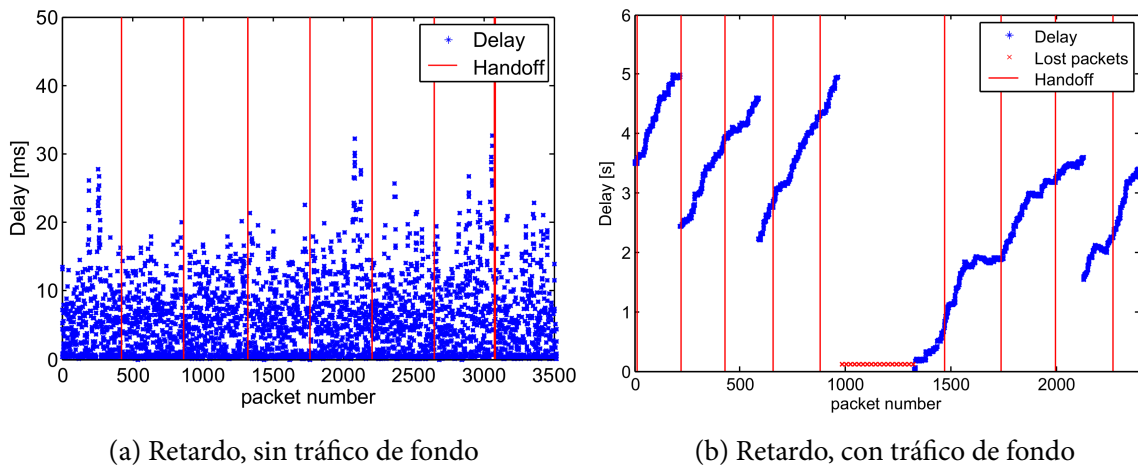 50
40
30
20
10
0
Delay [ms]
Delay
Handoff
0 500 1000 1500 2000 2500 3000 3500
packet number
(a) Retardo, sin tráfico de fondo
6
5
4
3
2
1
0
Delay [s]
Delay
Lost packets
Handoff
0 500 1000 1500 2000
packet number
(b) Retardo, con tráfico de fondo